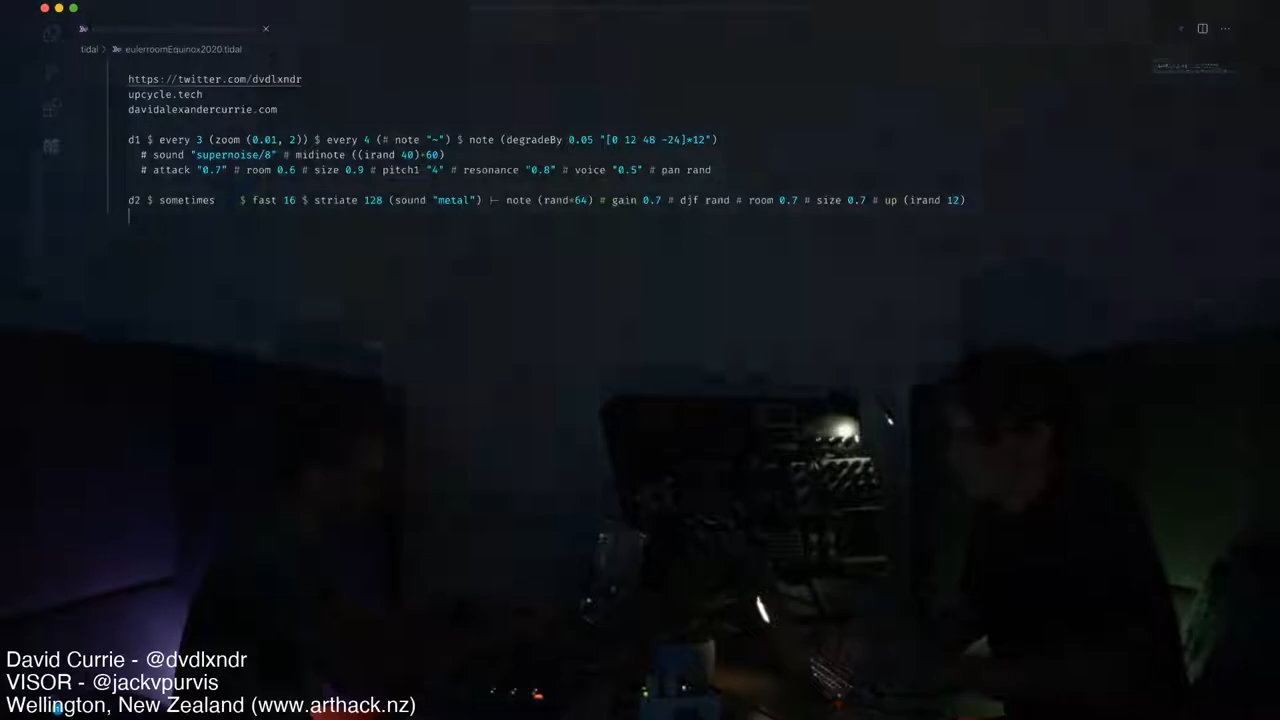 tidal > eulerroomEquinox2020.tidal
https://twitter.com/dvdlxndr
upcycle.tech
davidalexandercurrie.com
d1 $ every 3 (zoom (0.01, 2)) $ every 4 (# note "~") $ note (degradeBy 0.05 "[0 12 48 -24]*12")
# sound "supernoise/8" # midinote ((irand 40)+60)
# attack "0.7" # room 0.6 # size 0.9 # pitch1 "4" # resonance "0.8" # voice "0.5" # pan rand
d2 $ sometimes $ fast 16 $ striate 128 (sound "metal") |- note (rand*64) # gain 0.7 # djf rand # room 0.7 # size 0.7 # up (irand 12)
David Currie - @dvdlxndr
VISOR - @jackvpurvis
Wellington, New Zealand (www.arthack.nz)